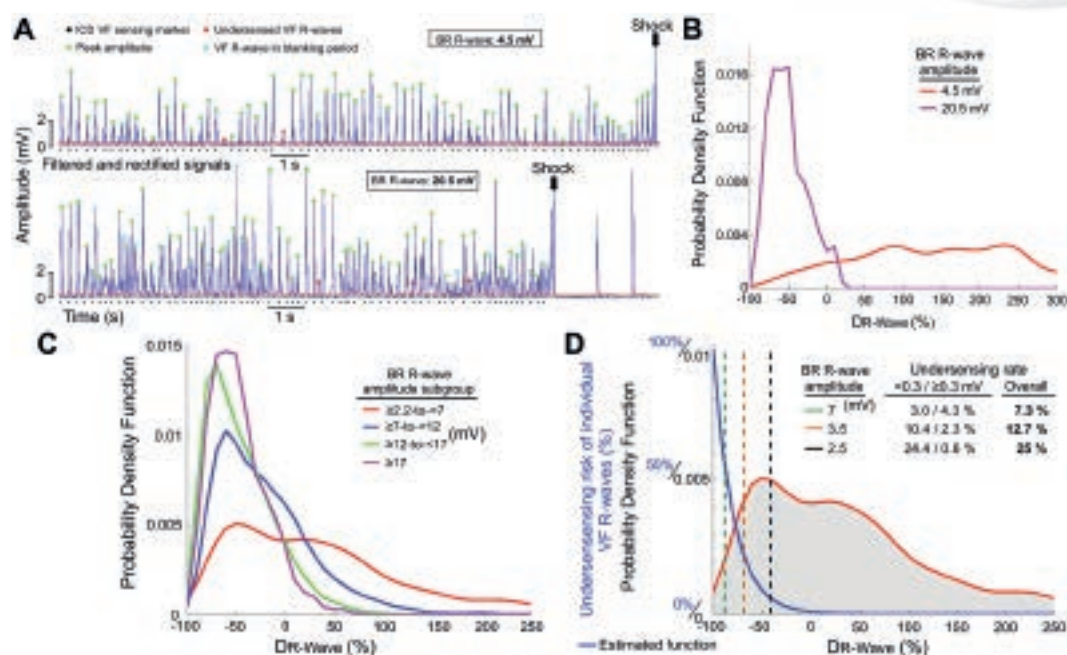 A
ICD VF sensing marker
Undersensed VF R-waves
Peak amplitude
VF R-wave in blanking period
BR R-wave: 4.5 mV
Shock
2
0
Filtered and rectified signals
1 s
Amplitude (mV)
BR R-wave: 20.5 mV
Shock
2
0
Time (s)
1 s
B
Probability Density Function
0.016
0.012
0.008
0.004
0
-100 -50 0 50 100 150 200 250 300
DR-Wave (%)
BR R-wave
amplitude
4.5 mV
20.5 mV
C
Probability Density Function
0.015
0.01
0.005
0
-100 -50 0 50 100 150 200 250
DR-Wave (%)
BR R-wave
amplitude subgroup
≥2.2-to-<7
≥7-to-<12
≥12-to-<17
≥17
(mV)
D
Undersensensing risk of individual
VF R-waves (%)
Probability Density Function
100%
0.01
50%
0.005
0%
0
-100 -50 0 50 100 150 200 250
DR-Wave (%)
Estimated function
BR R-wave Undersensing rate
amplitude <0.3 / ≥0.3 mV Overall
(mV)
7 3.0 / 4.3 % 7.3 %
3.5 10.4 / 2.3 % 12.7 %
2.5 24.4 / 0.6 % 25 %